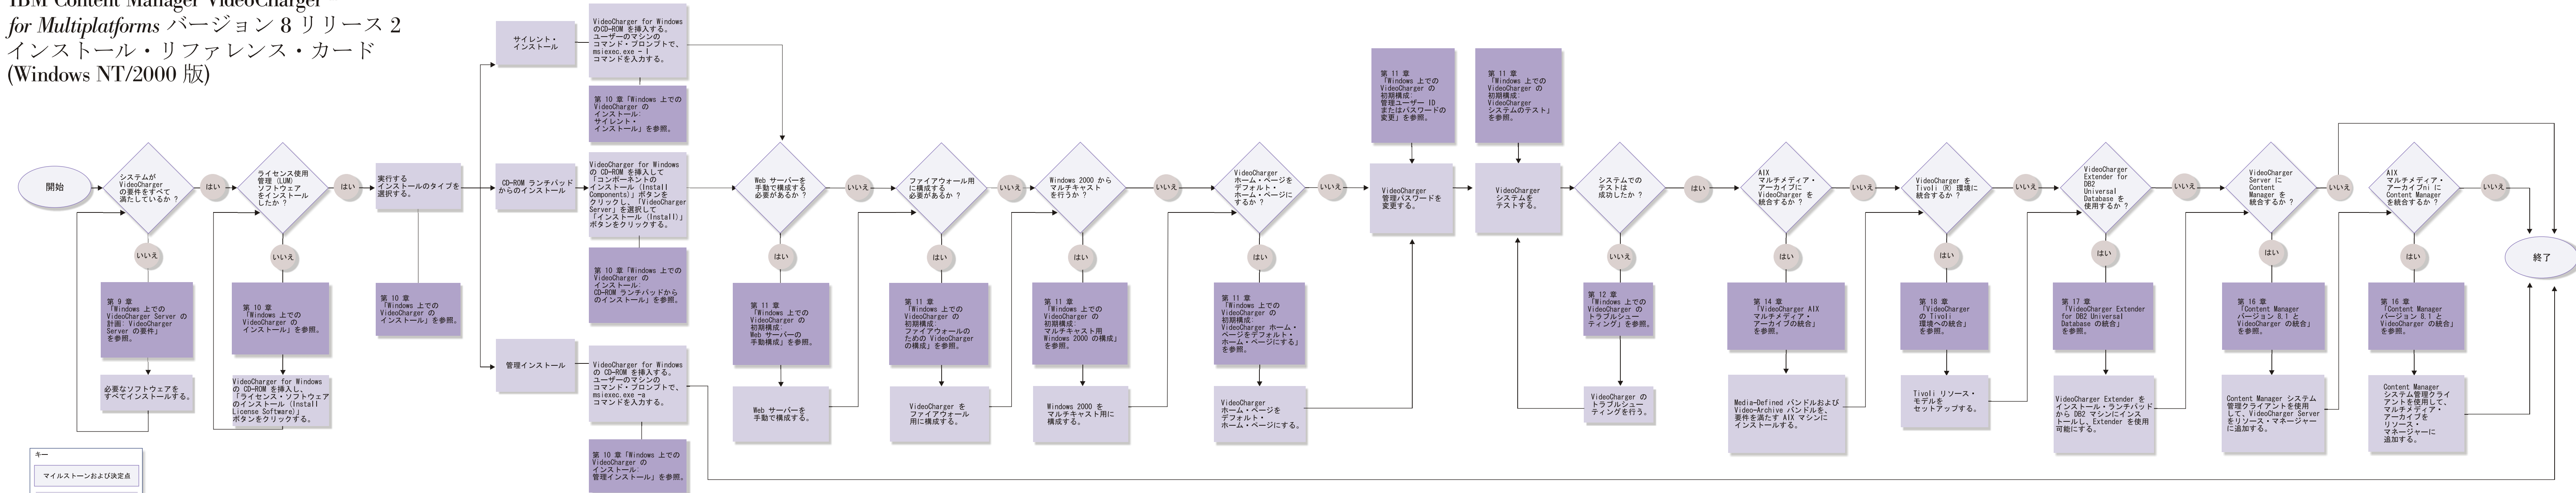 IBM Content Manager VideoCharger
for Multiplatforms バージョン 8 リリース 2
インストール・リファレンス・カード
(Windows NT/2000 版)
開始
システムが
VideoCharger
の要件をすべて
満たしているか ?
はい
いいえ
第 9 章
「Windows 上での
VideoCharger Server の
計画: VideoCharger
Server の要件」
を参照。
必要なソフトウェアを
すべてインストールする。
ライセンス使用
管理 (LUM)
ソフトウェア
をインストール
したか ?
はい
いいえ
第 10 章
「Windows 上での
VideoCharger の
インストール」を参照。
VideoCharger for Windows
の CD-ROM を挿入し、
「ライセンス・ソフトウェア
のインストール (Install
License Software)」
ボタンをクリックする。
実行する
インストールのタイプを
選択する。
第 10 章
「Windows 上での
VideoCharger の
インストール」を参照。
サイレント・
インストール
VideoCharger for Windows
のCD-ROM を挿入する。
ユーザーのマシンの
コマンド・プロンプトで、
msiexec.exe - I
コマンドを入力する。
第 10 章「Windows 上での
VideoCharger の
インストール:
サイレント・
インストール」を参照。
CD-ROM ランチパッド
からのインストール
VideoCharger for Windows
の CD-ROM を挿入して
「コンポーネントの
インストール (Install
Components)」ボタンを
クリックし、「VideoCharger
Server」を選択して
「インストール (Install)」
ボタンをクリックする。
第 10 章「Windows 上での
VideoCharger の
インストール:
CD-ROM ランチパッドから
のインストール」を参照。
管理インストール
VideoCharger for Windows
の CD-ROM を挿入する。
ユーザーのマシンの
コマンド・プロンプトで、
msiexec.exe -a
コマンドを入力する。
第 10 章「Windows 上での
VideoCharger の
インストール:
管理インストール」を参照。
Web サーバーを
手動で構成する
必要があるか ?
いいえ
はい
第 11 章
「Windows 上での
VideoCharger の
初期構成:
Web サーバーの
手動構成」を参照。
Web サーバーを
手動で構成する。
ファイアウォール用
に構成する
必要があるか ?
いいえ
はい
第 11 章
「Windows 上での
VideoCharger の
初期構成:
ファイアウォールの
ための VideoCharger
の構成」を参照。
VideoCharger を
ファイアウォール
用に構成する。
Windows 2000 から
マルチキャスト
を行うか ?
いいえ
はい
第 11 章
「Windows 上での
VideoCharger の
初期構成:
マルチキャスト用
Windows 2000 の構成」
を参照。
Windows 2000 を
マルチキャスト用に
構成する。
VideoCharger
ホーム・ページを
デフォルト・
ホーム・ページに
するか ?
いいえ
はい
第 11 章
「Windows 上での
VideoCharger の
初期構成:
VideoCharger ホーム・
ページをデフォルト・
ホーム・ページにする」
を参照。
VideoCharger
ホーム・ページを
デフォルト・
ホーム・ページにする。
第 11 章
「Windows 上での
VideoCharger の
初期構成:
管理ユーザー ID
またはパスワードの
変更」を参照。
VideoCharger
管理パスワードを
変更する。
第 11 章
「Windows 上での
VideoCharger の
初期構成:
VideoCharger
システムのテスト」
を参照。
VideoCharger
システムを
テストする。
システムでの
テストは
成功したか ?
はい
いいえ
第 12 章
「Windows 上での
VideoCharger の
トラブルシュー
ティング」を参照。
VideoCharger の
トラブルシュー
ティングを行う。
AIX
マルチメディア・
アーカイブに
VideoCharger を
統合するか ?
いいえ
はい
第 14 章
「VideoCharger AIX
マルチメディア・
アーカイブの統合」
を参照。
Media-Defined バンドルおよび
Video-Archive バンドルを、
要件を満たす AIX マシンに
インストールする。
VideoCharger を
Tivoli (R) 環境に
統合するか ?
いいえ
はい
第 18 章
「VideoCharger
の Tivoli
環境への統合」
を参照。
Tivoli リソース・
モデルを
セットアップする。
VideoCharger
Extender for
DB2
Universal
Database を
使用するか ?
いいえ
はい
第 17 章
「VideoCharger Extender
for DB2 Universal
Database の統合」
を参照。
VideoCharger Extender を
インストール・ランチパッド
から DB2 マシンにインス
トールし、Extender を使用
可能にする。
VideoCharger
Server に
Content
Manager を
統合するか ?
いいえ
はい
第 16 章
「Content Manager
バージョン 8.1 と
VideoCharger の統合」
を参照。
Content Manager システム
管理クライアントを使用
して、VideoCharger Server
をリソース・マネージャー
に追加する。
AIX
マルチメディア・
アーカイブni に
Content Manager
を統合するか ?
いいえ
はい
第 16 章
「Content Manager
バージョン 8.1 と
VideoCharger の統合」
を参照。
Content Manager
システム管理クライ
アントを使用して、
マルチメディア・
アーカイブを
リソース・
マネージャーに
追加する。
終了
キー
マイルストーンおよび決定点